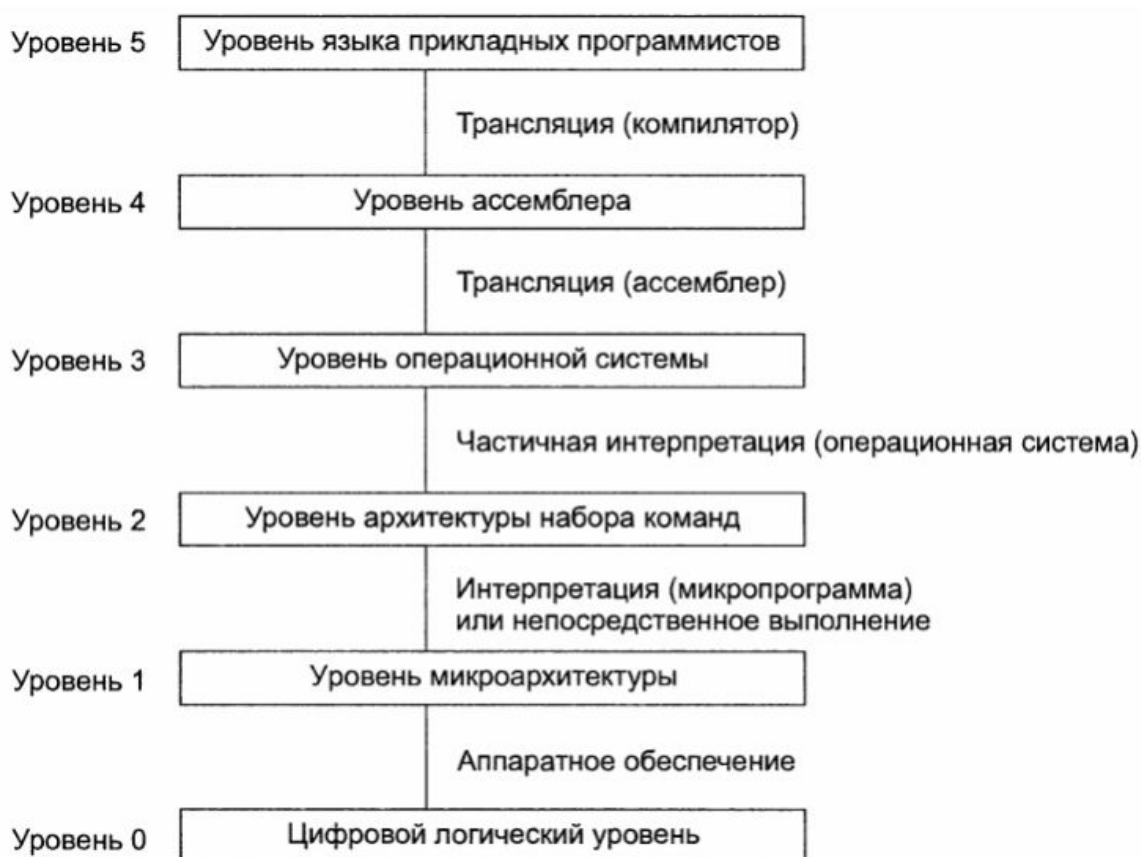 Уровень 5
Уровень языка прикладных программистов
Трансляция (компилятор)
Уровень 4
Уровень ассемблера
Трансляция (ассемблер)
Уровень 3
Уровень операционной системы
Частичная интерпретация (операционная система)
Уровень 2
Уровень архитектуры набора команд
Интерпретация (микропрограмма)
или непосредственное выполнение
Уровень 1
Уровень микроархитектуры
Аппаратное обеспечение
Уровень 0
Цифровой логический уровень